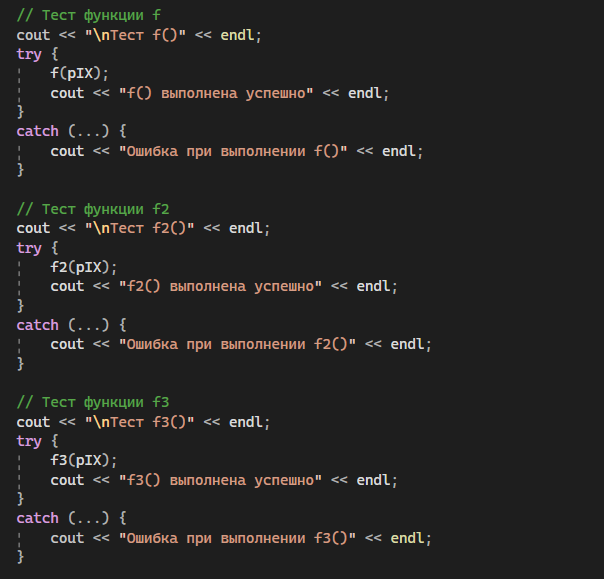 // Тест функции f
cout << "\nТест f()" << endl;
try {
    f(pIX);
    cout << "f() выполнена успешно" << endl;
}
catch (...) {
    cout << "Ошибка при выполнении f()" << endl;
}

// Тест функции f2
cout << "\nТест f2()" << endl;
try {
    f2(pIX);
    cout << "f2() выполнена успешно" << endl;
}
catch (...) {
    cout << "Ошибка при выполнении f2()" << endl;
}

// Тест функции f3
cout << "\nТест f3()" << endl;
try {
    f3(pIX);
    cout << "f3() выполнена успешно" << endl;
}
catch (...) {
    cout << "Ошибка при выполнении f3()" << endl;
}